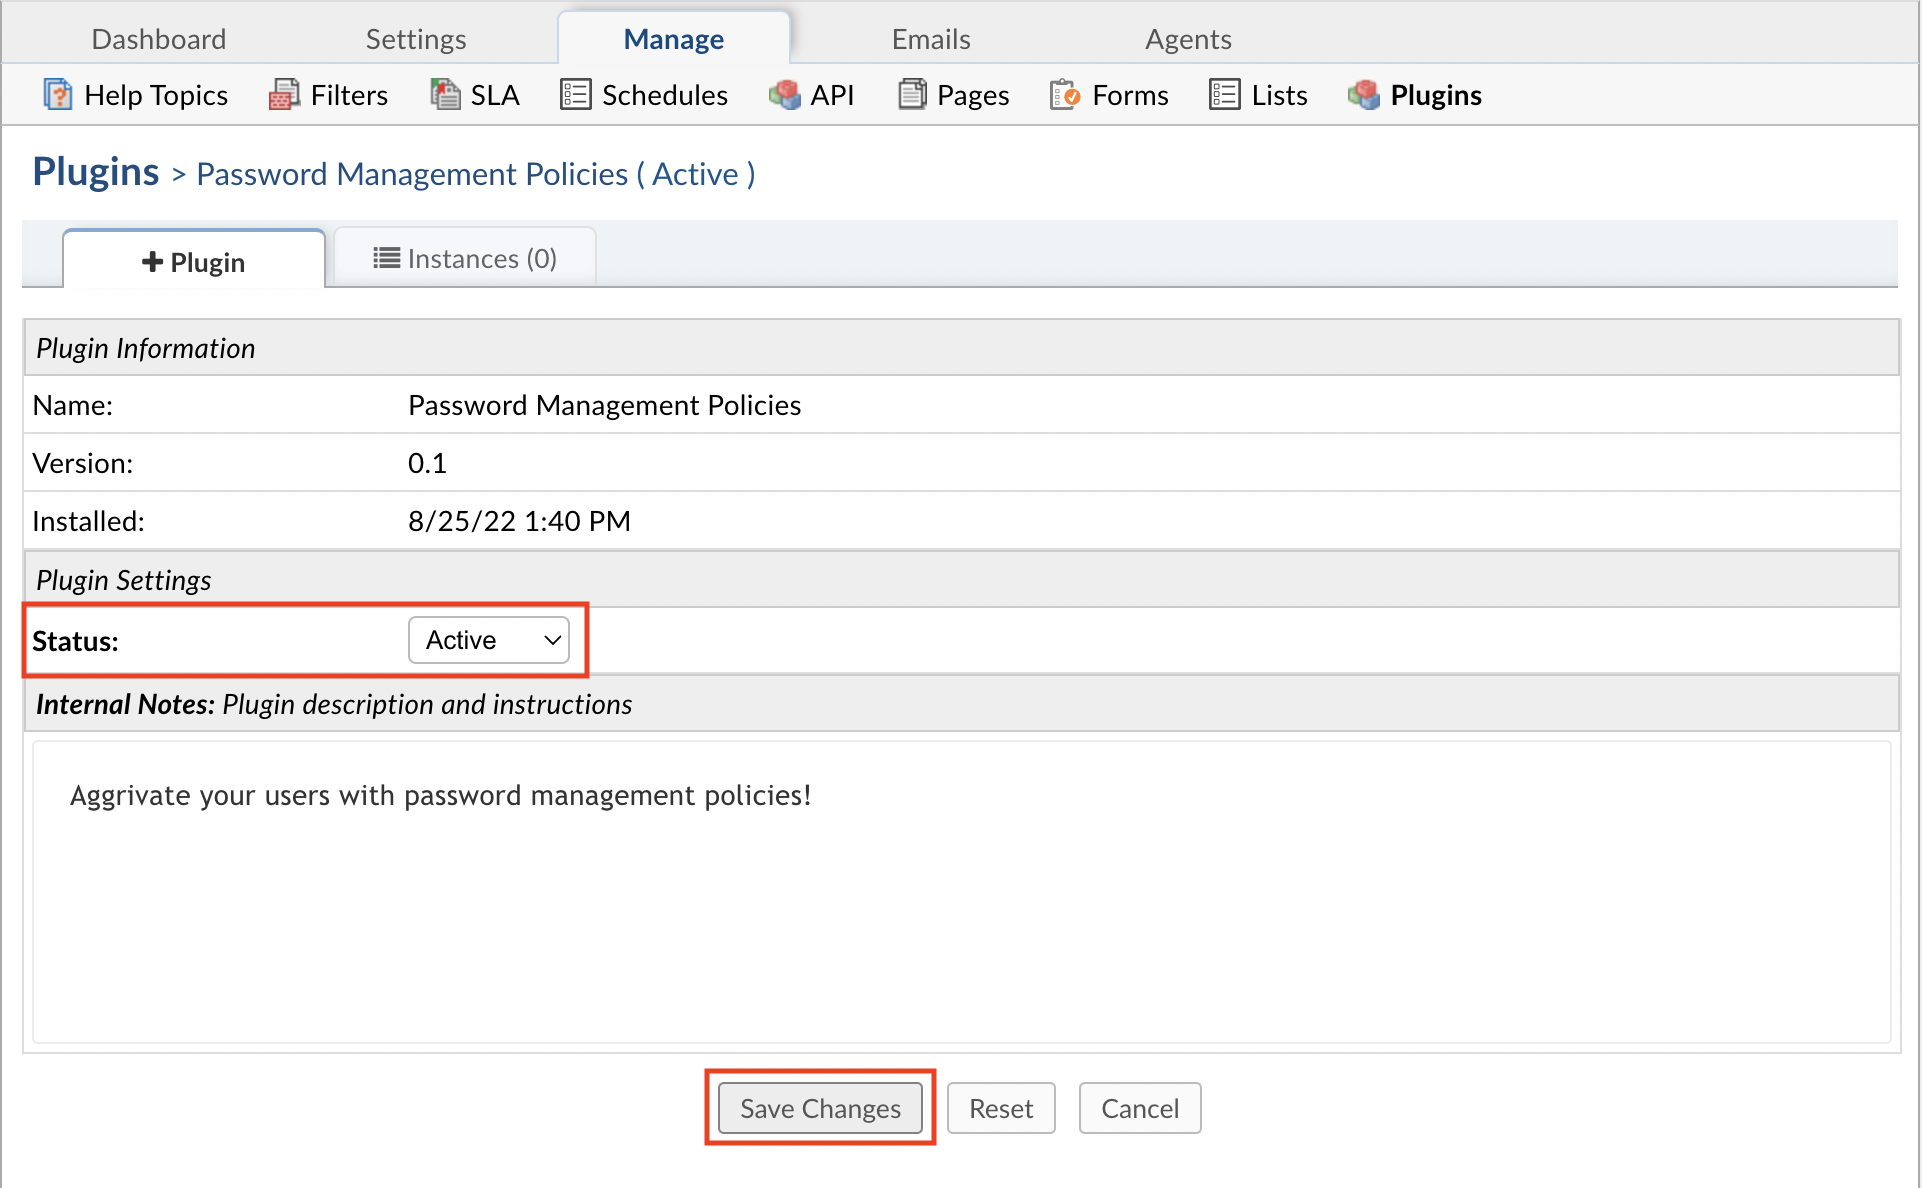 Dashboard Settings Manage Emails Agents
Help Topics Filters SLA Schedules API Pages Forms Lists Plugins
Plugins > Password Management Policies ( Active )
Plugin Instances (0)
Plugin Information
Name: Password Management Policies
Version: 0.1
Installed: 8/25/22 1:40 PM
Plugin Settings
Status: Active
Internal Notes: Plugin description and instructions
Aggrivate your users with password management policies!
Save Changes Reset Cancel